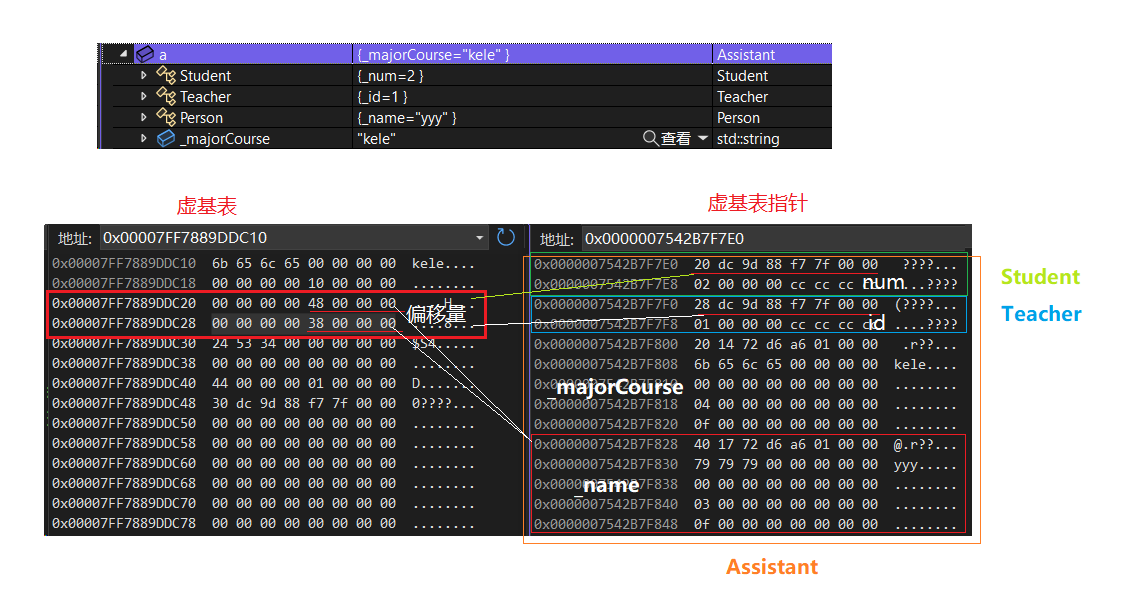 a {_majorCourse="kele" } Assistant
Student {_num=2 } Student
Teacher {_id=1 } Teacher
Person {_name="yyy" } Person
_majorCourse "kele" 查看 std::string
虚基表
虚基表指针
地址: 0x00007FF7889DDC10
0x00007FF7889DDC10 6b 65 6c 65 00 00 00 00 kele....
0x00007FF7889DDC18 00 00 00 00 10 00 00 00 ........
0x00007FF7889DDC20 00 00 00 00 48 00 00 00 ....H...
0x00007FF7889DDC28 00 00 00 00 38 00 00 00 ....8...
偏移量
0x00007FF7889DDC30 24 53 34 00 00 00 00 00 $S4.....
0x00007FF7889DDC38 00 00 00 00 00 00 00 00 ........
0x00007FF7889DDC40 44 00 00 00 01 00 00 00 D.......
0x00007FF7889DDC48 30 dc 9d 88 f7 7f 00 00 0????...
0x00007FF7889DDC50 00 00 00 00 00 00 00 00 ........
0x00007FF7889DDC58 00 00 00 00 00 00 00 00 ........
0x00007FF7889DDC60 00 00 00 00 00 00 00 00 ........
0x00007FF7889DDC68 00 00 00 00 00 00 00 00 ........
0x00007FF7889DDC70 00 00 00 00 00 00 00 00 ........
0x00007FF7889DDC78 00 00 00 00 00 00 00 00 ........
地址: 0x0000007542B7F7E0
0x0000007542B7F7E0 20 dc 9d 88 f7 7f 00 00 ????...
0x0000007542B7F7E8 02 00 00 00 cc cc cc num ....????
Student
0x0000007542B7F7F0 28 dc 9d 88 f7 7f 00 00 (????...
0x0000007542B7F7F8 01 00 00 00 cc cc cc id ....????
Teacher
0x0000007542B7F800 20 14 72 d6 a6 01 00 00 .r??...
0x0000007542B7F808 6b 65 6c 65 00 00 00 00 kele....
0x0000007542B7F810 00 00 00 00 00 00 00 00 ........
_majorCourse
0x0000007542B7F818 04 00 00 00 00 00 00 00 ........
0x0000007542B7F820 0f 00 00 00 00 00 00 00 ........
0x0000007542B7F828 40 17 72 d6 a6 01 00 00 @.r??...
0x0000007542B7F830 79 79 79 00 00 00 00 00 yyy.....
0x0000007542B7F838 00 00 00 00 00 00 00 00 ........
_name
0x0000007542B7F840 03 00 00 00 00 00 00 00 ........
0x0000007542B7F848 0f 00 00 00 00 00 00 00 ........
Assistant